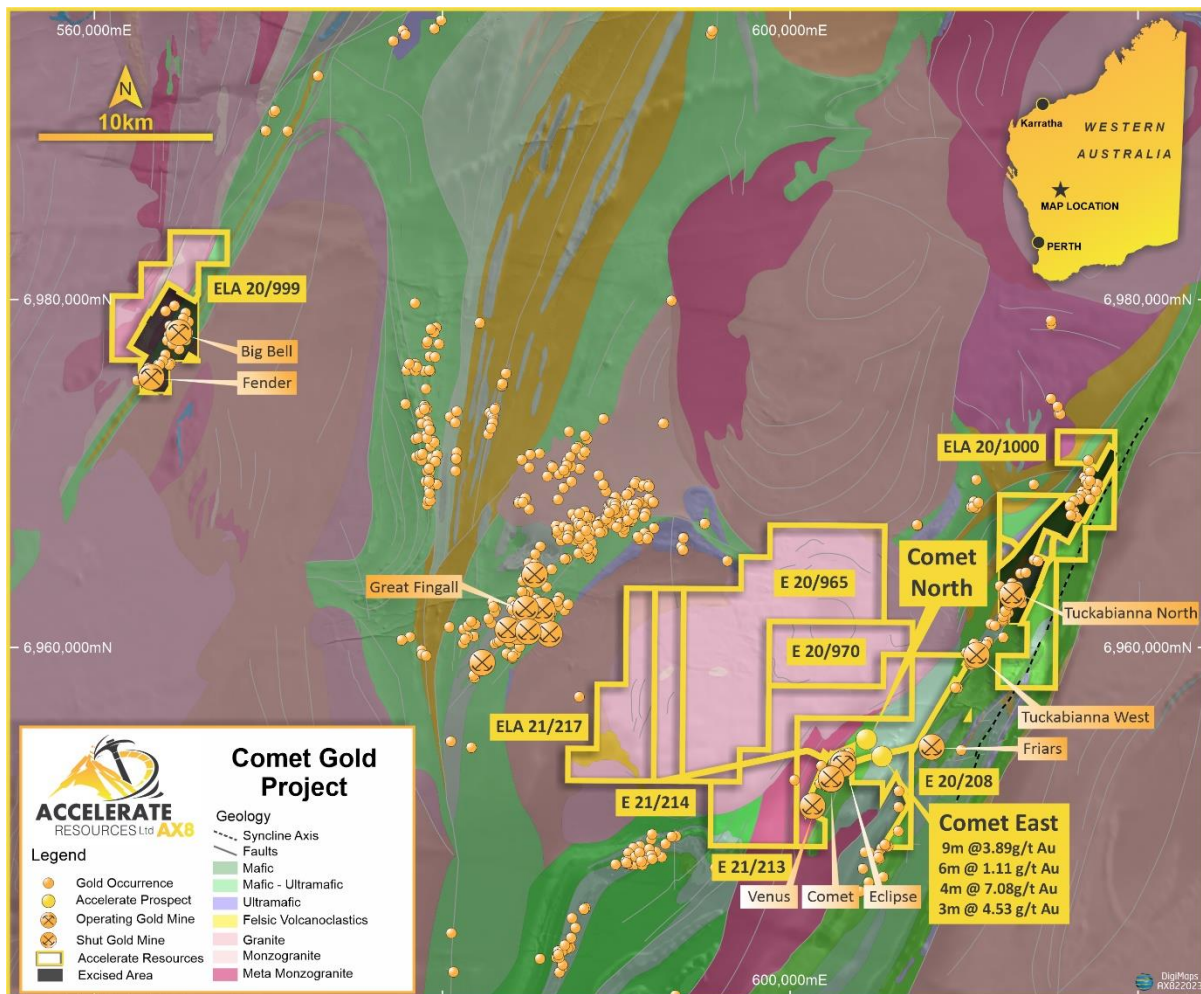 560,000mE
600,000mE
N
10km
Karratha
WESTERN
AUSTRALIA
MAP LOCATION
PERTH
6,980,000mN
6,980,000mN
ELA 20/999
Big Bell
Fender
ELA 20/1000
Comet
North
E 20/965
Great Fingall
Tuckabianna North
6,960,000mN
6,960,000mN
E 20/970
ELA 21/217
Tuckabianna West
Friars
E 20/208
E 21/214
E 21/213
Venus
Comet
Eclipse
Comet East
9m @3.89g/t Au
6m @ 1.11 g/t Au
4m @ 7.08g/t Au
3m @ 4.53 g/t Au
600,000mE
ACCELERATE
RESOURCES Ltd AX8
Legend
Gold Occurrence
Accelerate Prospect
Operating Gold Mine
Shut Gold Mine
Accelerate Resources
Excised Area
Comet Gold
Project
Geology
Syncline Axis
Faults
Mafic
Mafic - Ultramafic
Ultramafic
Felsic Volcanoclastics
Granite
Monzogranite
Meta Monzogranite
DigiMaps